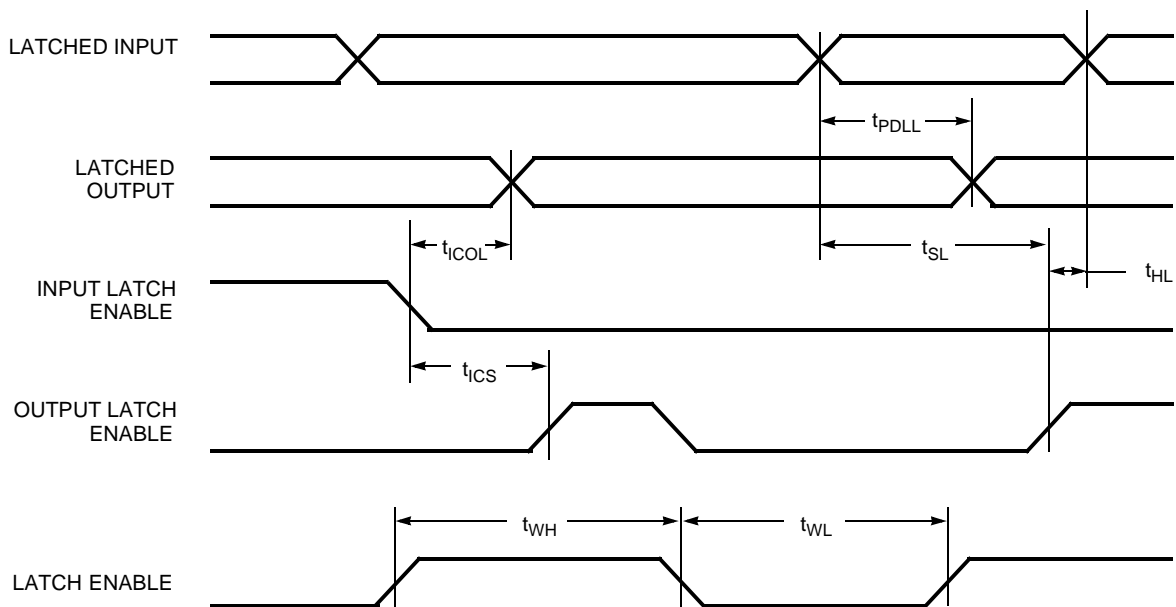 LATCHED INPUT
tPDLL
LATCHED
OUTPUT
tICOL
tSL
tHL
INPUT LATCH
ENABLE
tICS
OUTPUT LATCH
ENABLE
tWH
tWL
LATCH ENABLE